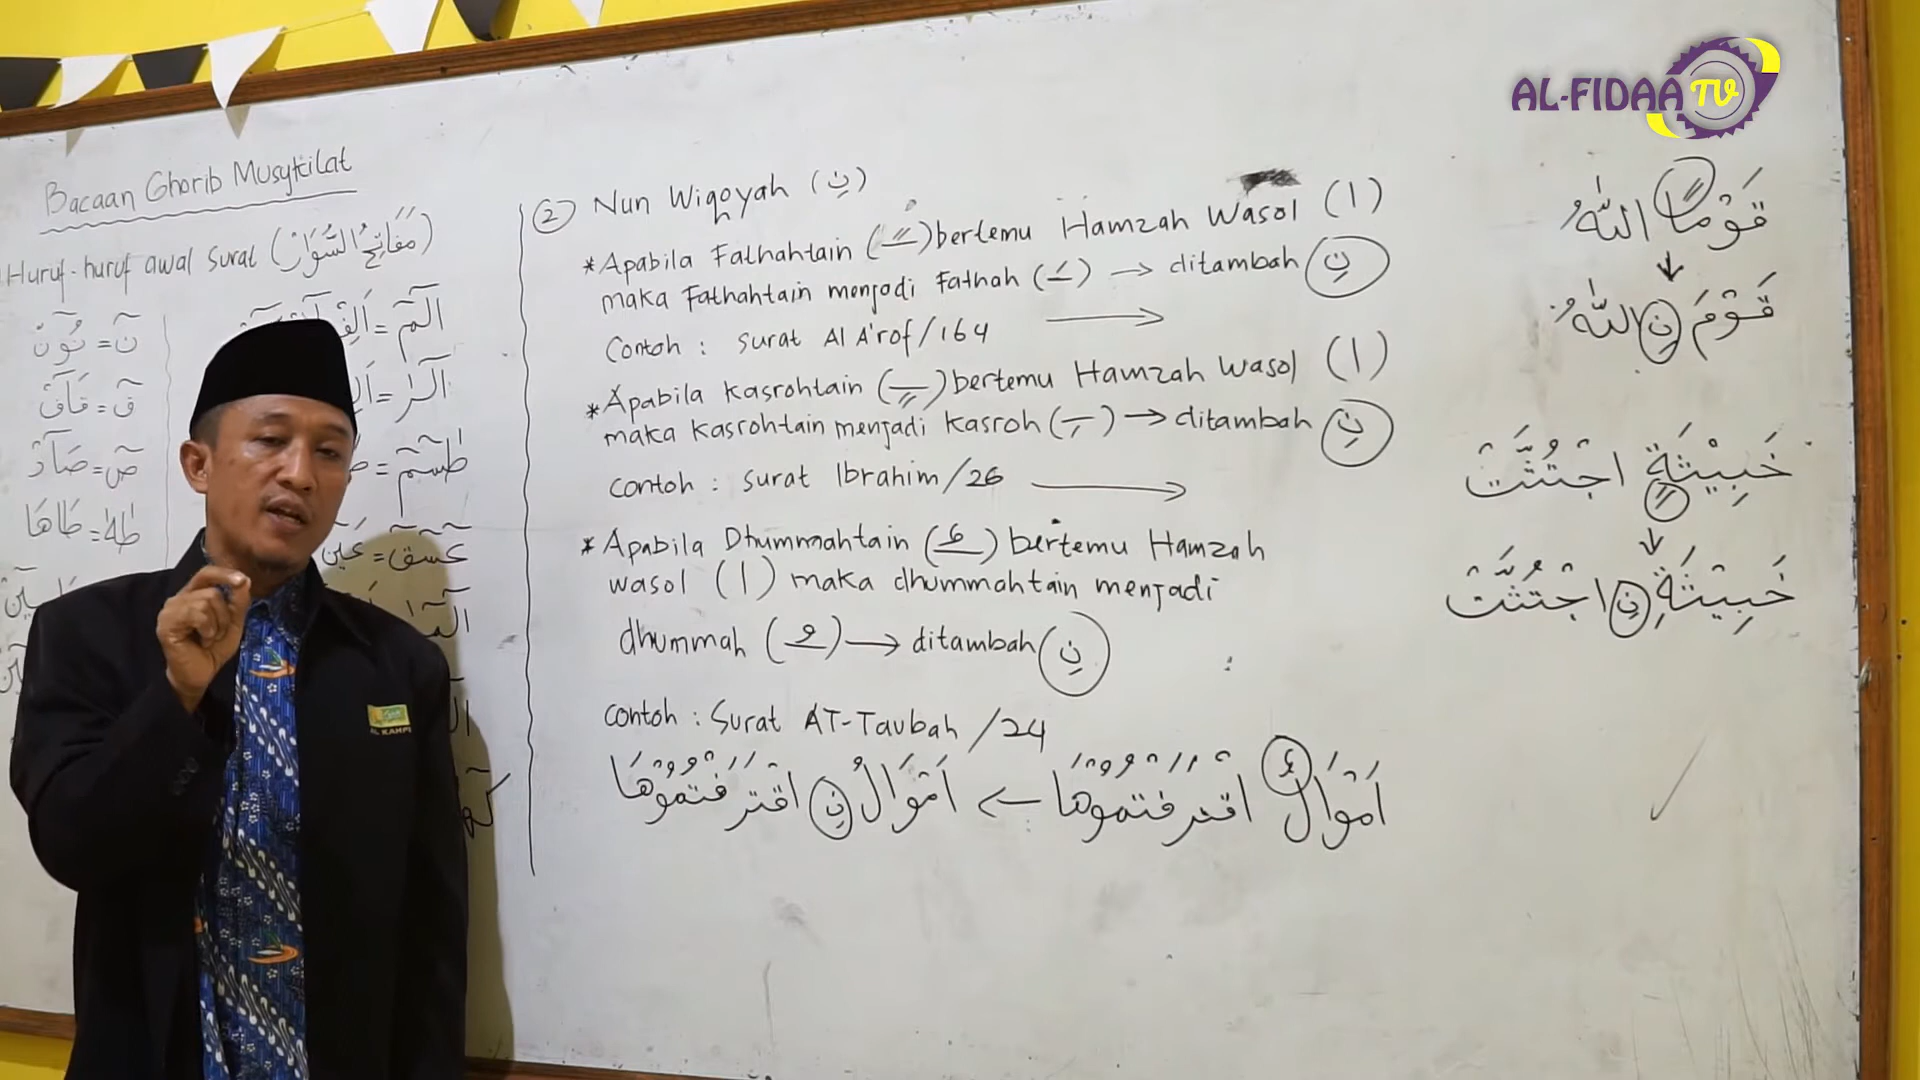 AL-FIDAA TV
Bacaan Ghorib Musykilat
Huruf-huruf awal surat (مَفَاتِحُ السُّوَارْ)
نٓ = نُوْنْ
قٓ = قَآفْ
صٓ = صَآدْ
طٰهٰ = طَاهَا
الٓمٓ = اَلِفْ
الٓرٰ = اَلِ
طٰسٓمٓ =
عٓسٓقٓ = عَيْنْ
② Nun Wiqoyah (نِ)
* Apabila Fathahtain (ـًـ) bertemu Hamzah Wasol (ا)
maka Fathahtain menjadi Fathah (ـَـ) → ditambah نِ
Contoh : Surat Al A'rof/164 →
* Apabila Kasrohtain (ـٍـ) bertemu Hamzah Wasol (ا)
maka Kasrohtain menjadi Kasroh (ـِـ) → ditambah نِ
Contoh : Surat Ibrahim/26 →
* Apabila Dhummahtain (ـٌـ) bertemu Hamzah
wasol (ا) maka dhummahtain menjadi
dhummah (ـُـ) → ditambah نِ
Contoh : Surat AT-Taubah/24
اَمْوَالٌ اقْتَرَفْتُمُوْهَا → اَمْوَالُ نِ اقْتَرَفْتُمُوْهَا
قَوْمًا اللّٰهُ
↓
قَوْمَ نِ اللّٰهُ
خَبِيْثَةٍ اجْتُثَّتْ
↓
خَبِيْثَةِ نِ اجْتُثَّتْ